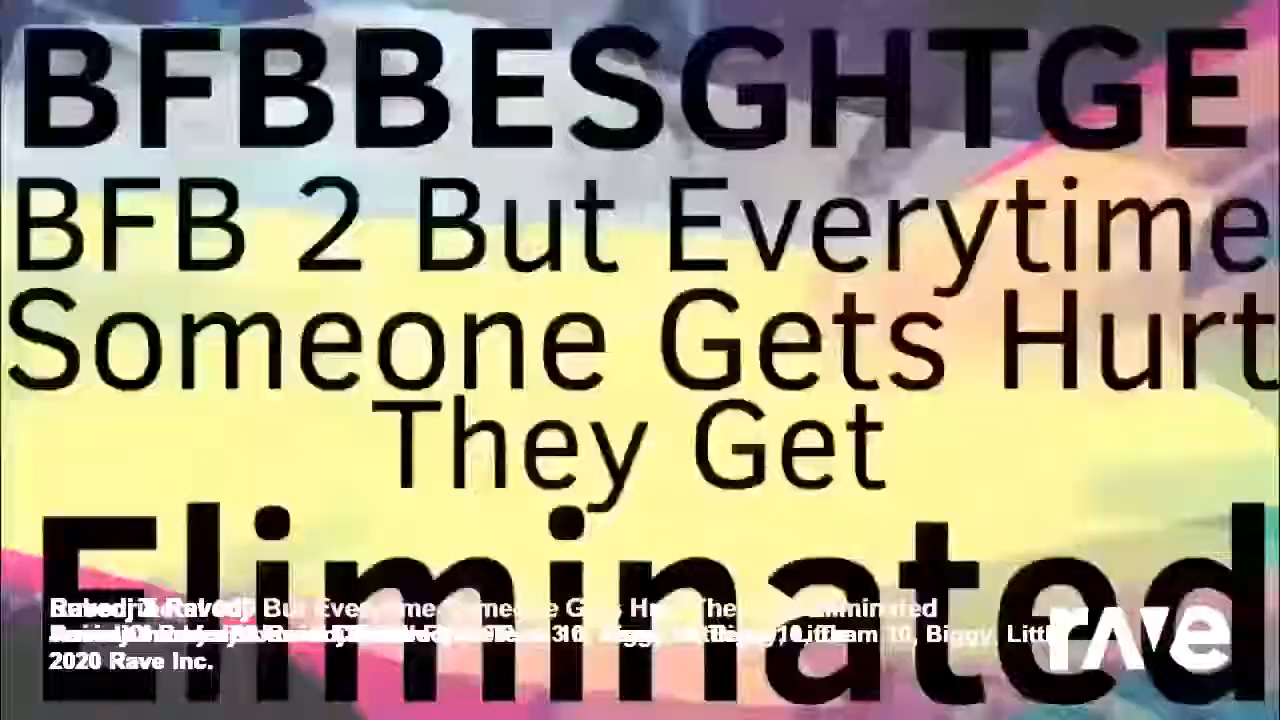 BFBBESGHTGE
BFB 2 But Everytime
Someone Gets Hurt
They Get
Eliminated
2020 Rave Inc.
rave